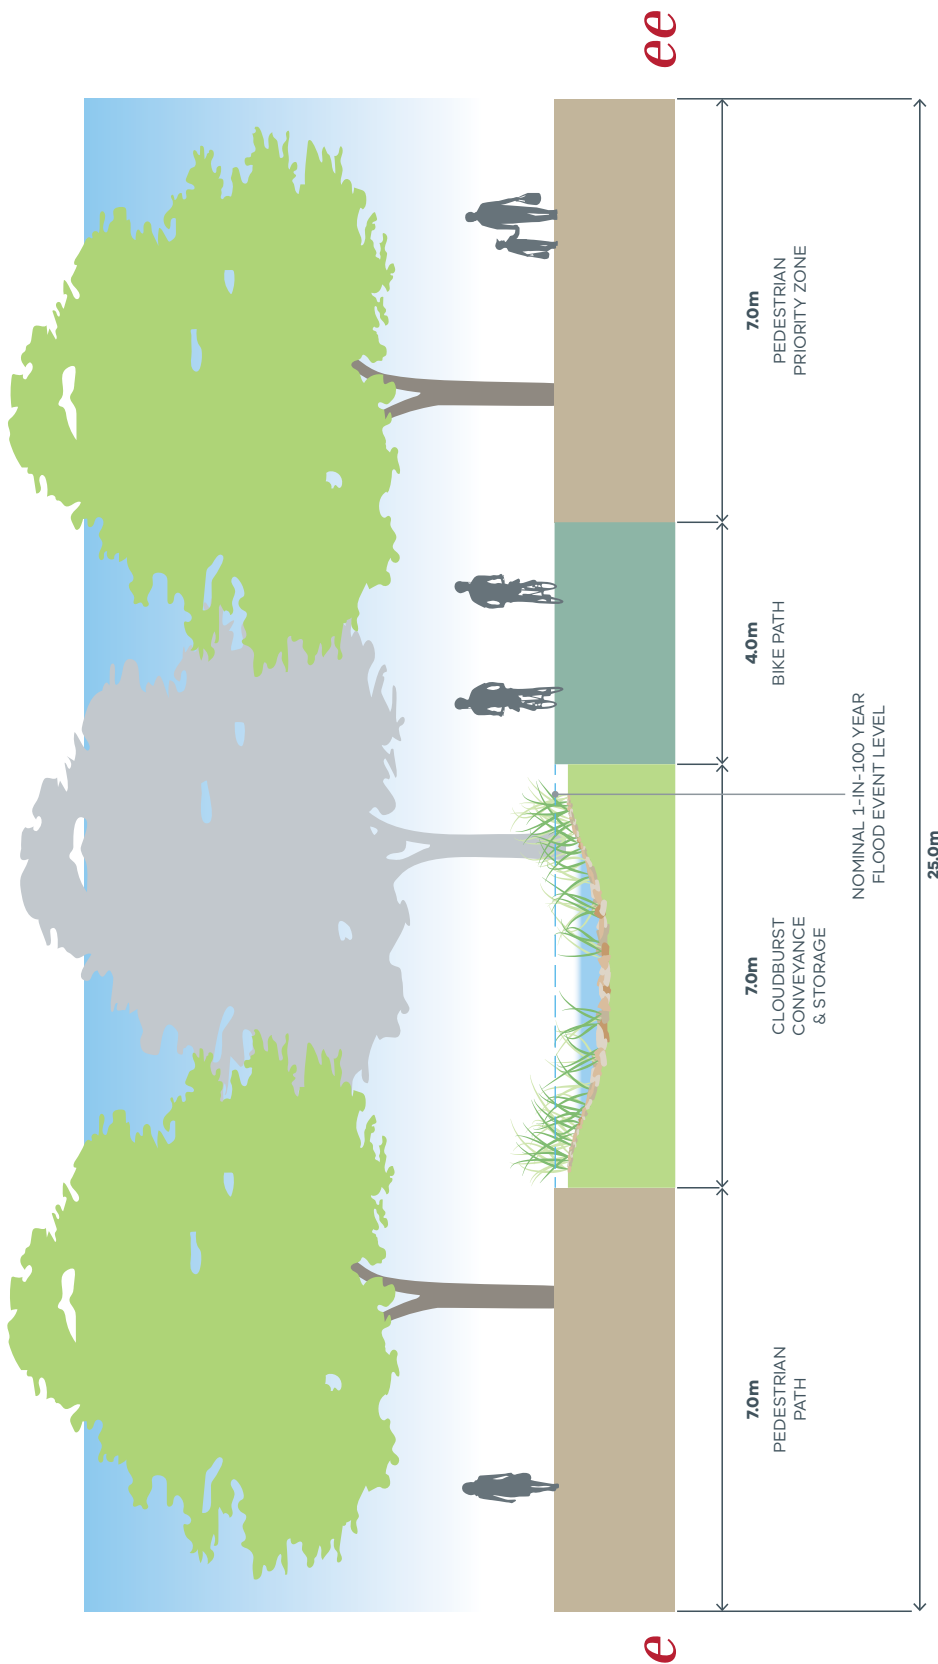 e
ee
7.0m
PEDESTRIAN
PATH
7.0m
CLOUDBURST
CONVEYANCE
& STORAGE
4.0m
BIKE PATH
7.0m
PEDESTRIAN
PRIORITY ZONE
NOMINAL 1-IN-100 YEAR
FLOOD EVENT LEVEL
25.0m